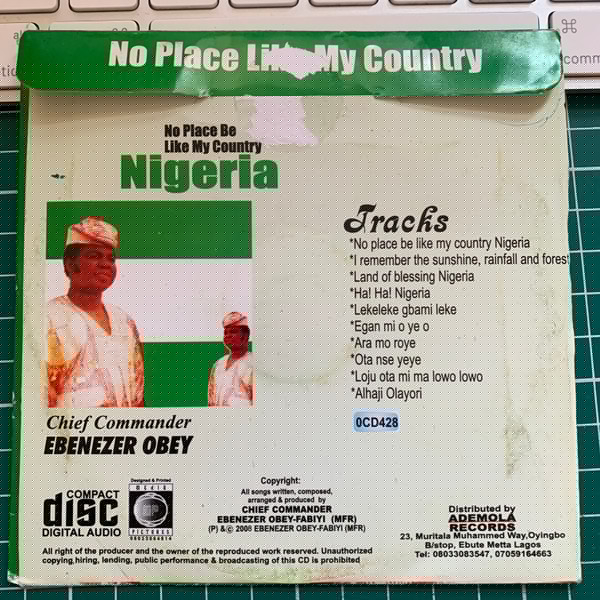 No Place Li My Country
No Place Be
Like My Country
Nigeria
Tracks
*No place be like my country Nigeria
*I remember the sunshine, rainfall and forest
*Land of blessing Nigeria
*Ha! Ha! Nigeria
*Lekeleke gbami leke
*Egan mi o ye o
*Ara mo roye
*Ota nse yeye
*Loju ota mi ma lowo lowo
*Alhaji Olayori
0CD428
Chief Commander
EBENEZER OBEY
COMPACT
disc
DIGITAL AUDIO
Designed & Printed
MEDIA
MP
PICTURES
Copyright:
All songs written, composed,
arranged & produced by
CHIEF COMMANDER
EBENEZER OBEY-FABIYI (MFR)
(P) &© 2008 EBENEZER OBEY-FABIYI (MFR)
Distributed by
ADEMOLA
RECORDS
23, Muritala Muhammed Way,Oyingbo
B/stop, Ebute Metta Lagos
Tel: 08033083547, 07059164663
All right of the producer and the owner of the reproduced work reserved. Unauthorized
copying,hiring, lending, public performance & broadcasting of this CD is prohibited